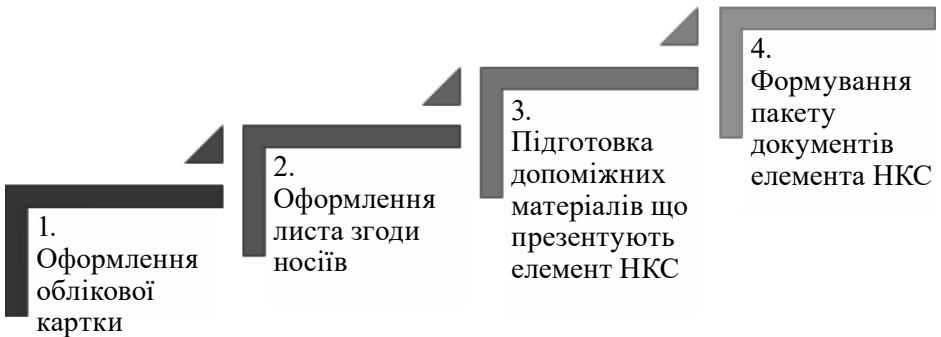 1.
Оформлення
облікової
картки
2.
Оформлення
листа згоди
носіїв
3.
Підготовка
допоміжних
матеріалів що
презентують
елемент НКС
4.
Формування
пакету
документів
елемента НКС